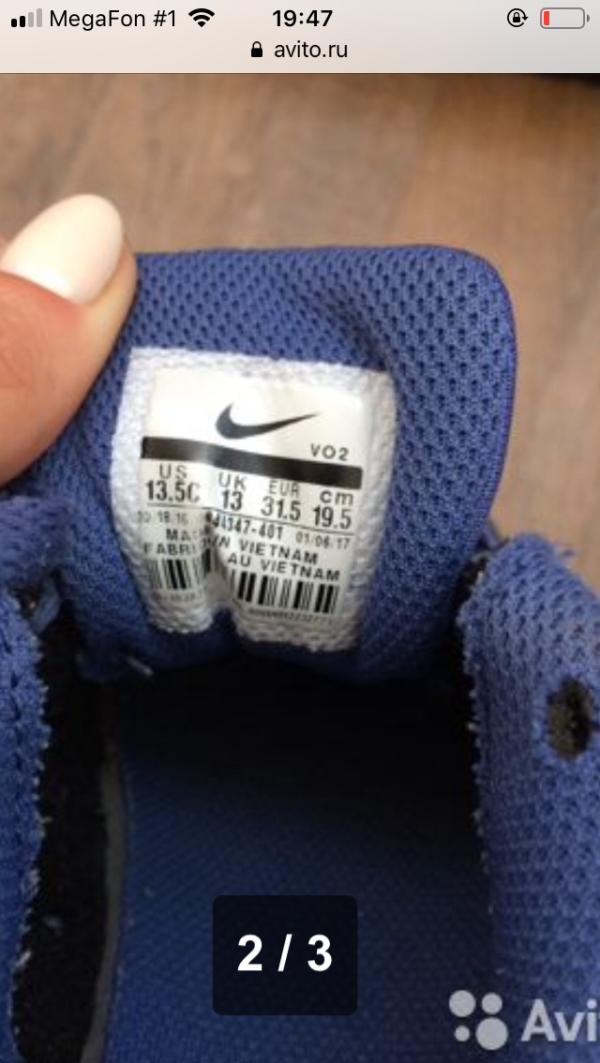 MegaFon #1 19:47
avito.ru
VO2
US UK EUR cm
13.5C 13 31.5 19.5
01/06/17
VIETNAM
AU VIETNAM
2 / 3
Avi